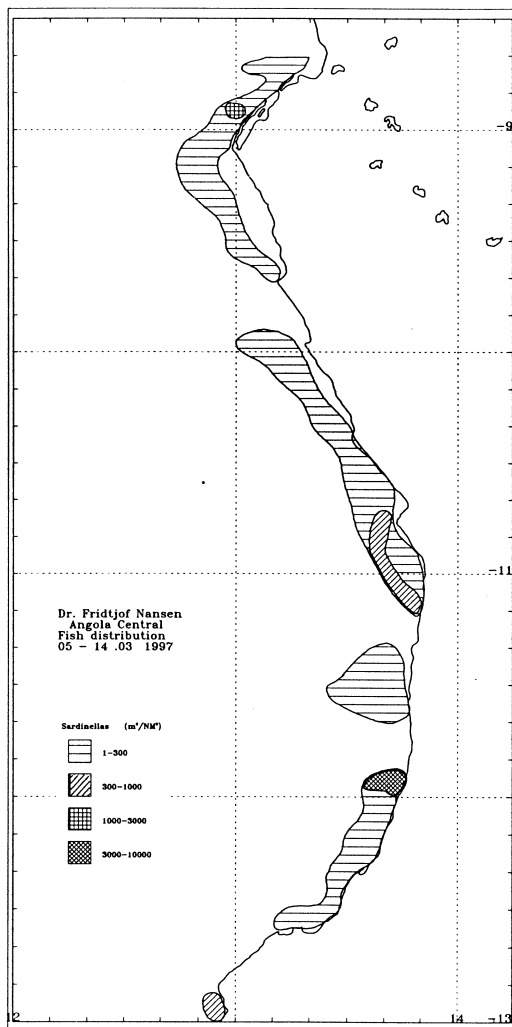 -9
-11
Dr. Fridtjof Nansen
Angola Central
Fish distribution
05 - 14 .03 1997
Sardinellas (m²/NM²)
1-300
300-1000
1000-3000
3000-10000
12
14
-13